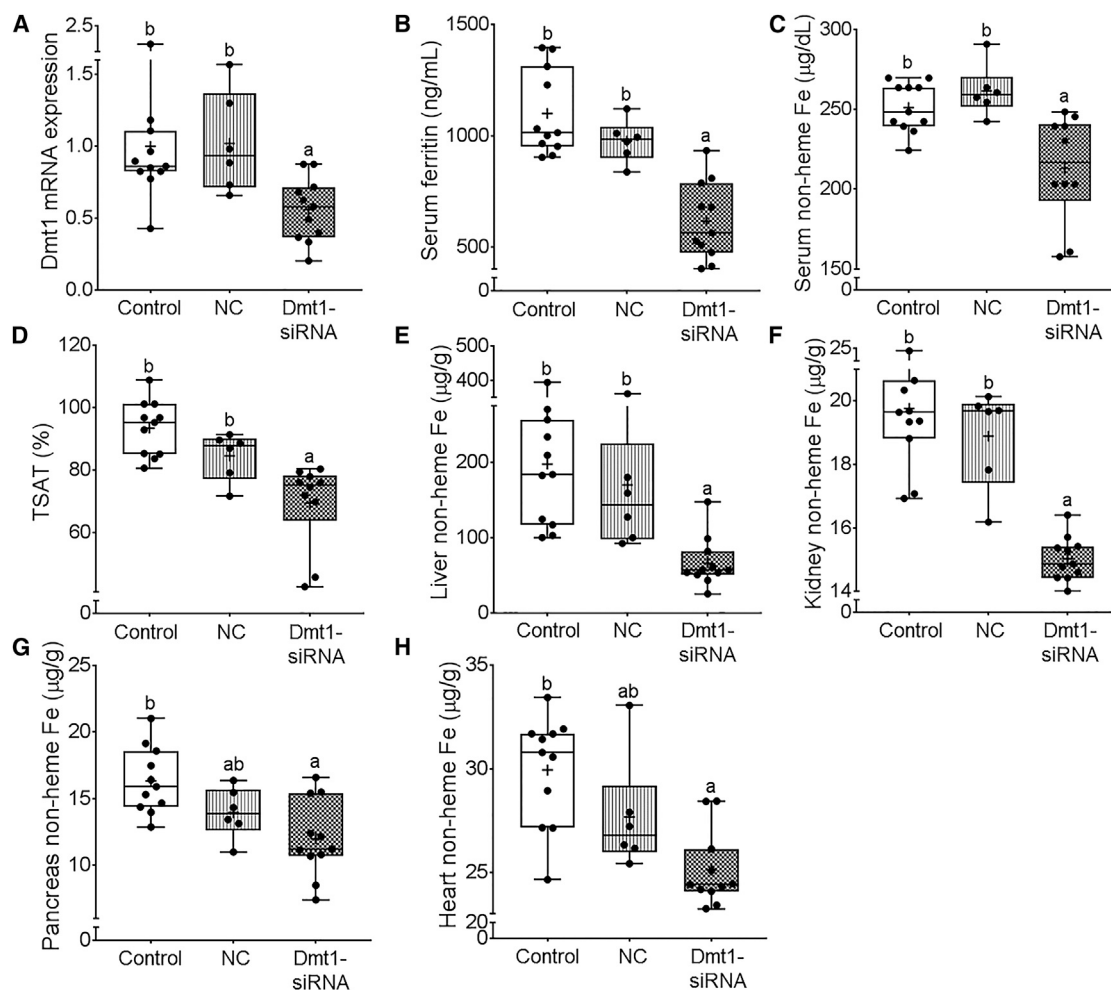 A
Dmt1 mRNA expression
2.5
1.5
1.0
0.5
0.0
b
b
a
Control
NC
Dmt1-
siRNA
B
Serum ferritin (ng/mL)
1500
1000
500
0
b
b
a
Control
NC
Dmt1-
siRNA
C
Serum non-heme Fe (µg/dL)
300
250
200
150
0
b
b
a
Control
NC
Dmt1-
siRNA
D
TSAT (%)
120
100
80
60
0
b
b
a
Control
NC
Dmt1-
siRNA
E
Liver non-heme Fe (µg/g)
500
400
200
100
0
b
b
a
Control
NC
Dmt1-
siRNA
F
Kidney non-heme Fe (µg/g)
25
20
18
16
14
0
b
b
a
Control
NC
Dmt1-
siRNA
G
Pancreas non-heme Fe (µg/g)
25
20
15
10
0
b
ab
a
Control
NC
Dmt1-
siRNA
H
Heart non-heme Fe (µg/g)
35
30
25
20
0
b
ab
a
Control
NC
Dmt1-
siRNA